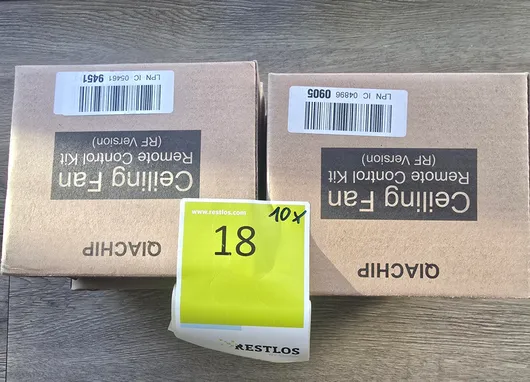 LPN IC 05461 9451
Ceiling Fan
Remote Control Kit
(RF Version)
QIACHIP
LPN IC 04896 0905
Ceiling Fan
Remote Control Kit
(RF Version)
QIACHIP
www.restlos.com
10x
18
RESTLOS